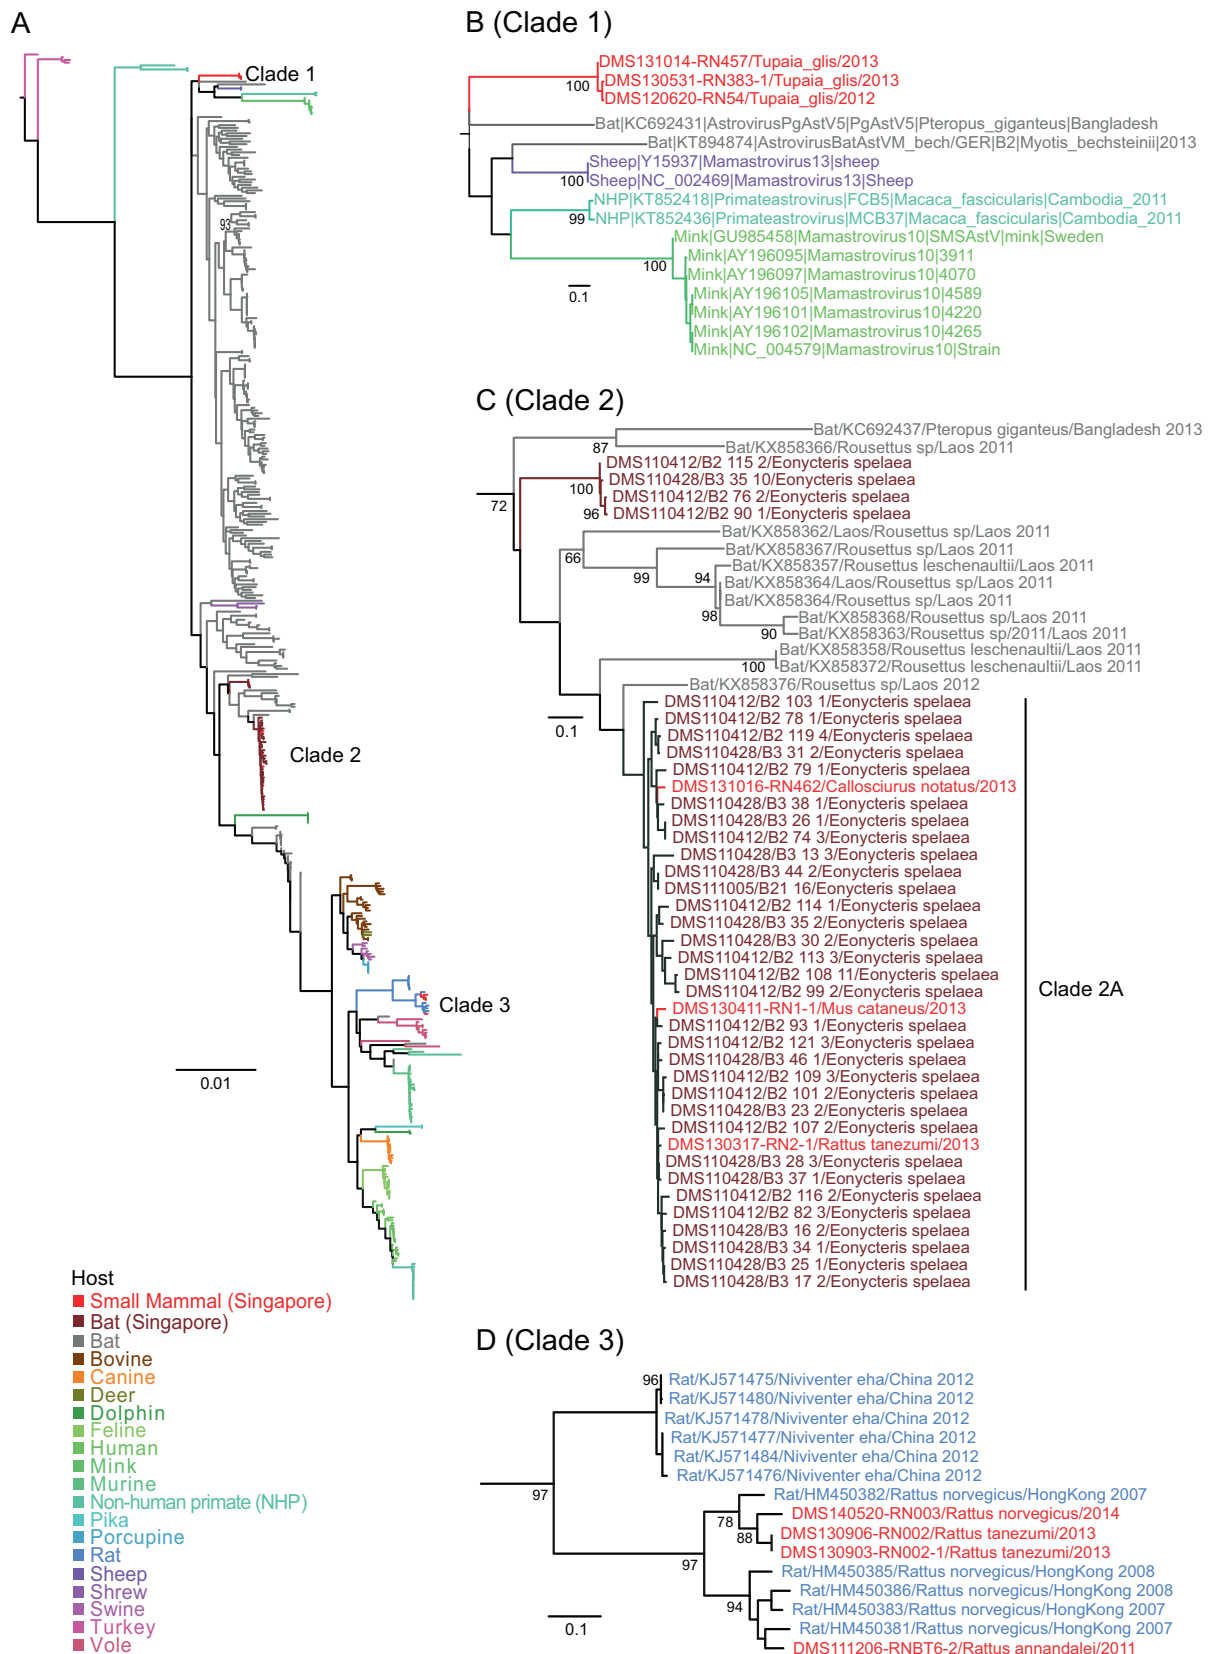 A
Clade 1
93
Clade 2
Clade 3
0.01
Host
Small Mammal (Singapore)
Bat (Singapore)
Bat
Bovine
Canine
Deer
Dolphin
Feline
Human
Mink
Murine
Non-human primate (NHP)
Pika
Porcupine
Rat
Sheep
Shrew
Swine
Turkey
Vole
B (Clade 1)
DMS131014-RN457/Tupaia_glis/2013
100
DMS130531-RN383-1/Tupaia_glis/2013
DMS120620-RN54/Tupaia_glis/2012
Bat|KC692431|AstrovirusPgAstV5|PgAstV5|Pteropus_giganteus|Bangladesh
Bat|KT894874|AstrovirusBatAstVM_bech/GER|B2|Myotis_bechsteinii|2013
Sheep|Y15937|Mamastrovirus13|sheep
100
Sheep|NC_002469|Mamastrovirus13|Sheep
NHP|KT852418|Primateastrovirus|FCB5|Macaca_fascicularis|Cambodia_2011
99
NHP|KT852436|Primateastrovirus|MCB37|Macaca_fascicularis|Cambodia_2011
Mink|GU985458|Mamastrovirus10|SMSAstV|mink|Sweden
100
Mink|AY196095|Mamastrovirus10|3911
Mink|AY196097|Mamastrovirus10|4070
Mink|AY196105|Mamastrovirus10|4589
Mink|AY196101|Mamastrovirus10|4220
Mink|AY196102|Mamastrovirus10|4265
Mink|NC_004579|Mamastrovirus10|Strain
0.1
C (Clade 2)
Bat/KC692437/Pteropus giganteus/Bangladesh 2013
87
Bat/KX858366/Rousettus sp/Laos 2011
DMS110412/B2 115 2/Eonycteris spelaea
DMS110428/B3 35 10/Eonycteris spelaea
100
DMS110412/B2 76 2/Eonycteris spelaea
72
96
DMS110412/B2 90 1/Eonycteris spelaea
Bat/KX858362/Laos/Rousettus sp/Laos 2011
66
Bat/KX858367/Rousettus sp/Laos 2011
Bat/KX858357/Rousettus leschenaultii/Laos 2011
99
94
Bat/KX858364/Laos/Rousettus sp/Laos 2011
Bat/KX858364/Rousettus sp/Laos 2011
98
Bat/KX858368/Rousettus sp/Laos 2011
90
Bat/KX858363/Rousettus sp/2011/Laos 2011
Bat/KX858358/Rousettus leschenaultii/Laos 2011
100
Bat/KX858372/Rousettus leschenaultii/Laos 2011
Bat/KX858376/Rousettus sp/Laos 2012
0.1
DMS110412/B2 103 1/Eonycteris spelaea
DMS110412/B2 78 1/Eonycteris spelaea
DMS110412/B2 119 4/Eonycteris spelaea
DMS110428/B3 31 2/Eonycteris spelaea
DMS110412/B2 79 1/Eonycteris spelaea
DMS131016-RN462/Callosciurus notatus/2013
DMS110428/B3 38 1/Eonycteris spelaea
DMS110428/B3 26 1/Eonycteris spelaea
DMS110412/B2 74 3/Eonycteris spelaea
DMS110428/B3 13 3/Eonycteris spelaea
DMS110428/B3 44 2/Eonycteris spelaea
DMS111005/B21 16/Eonycteris spelaea
DMS110412/B2 114 1/Eonycteris spelaea
DMS110428/B3 35 2/Eonycteris spelaea
DMS110428/B3 30 2/Eonycteris spelaea
DMS110412/B2 113 3/Eonycteris spelaea
DMS110412/B2 108 11/Eonycteris spelaea
DMS110412/B2 99 2/Eonycteris spelaea
Clade 2A
DMS130411-RN1-1/Mus cataneus/2013
DMS110412/B2 93 1/Eonycteris spelaea
DMS110412/B2 121 3/Eonycteris spelaea
DMS110428/B3 46 1/Eonycteris spelaea
DMS110412/B2 109 3/Eonycteris spelaea
DMS110412/B2 101 2/Eonycteris spelaea
DMS110428/B3 23 2/Eonycteris spelaea
DMS110412/B2 107 2/Eonycteris spelaea
DMS130317-RN2-1/Rattus tanezumi/2013
DMS110428/B3 28 3/Eonycteris spelaea
DMS110428/B3 37 1/Eonycteris spelaea
DMS110412/B2 116 2/Eonycteris spelaea
DMS110412/B2 82 3/Eonycteris spelaea
DMS110428/B3 16 2/Eonycteris spelaea
DMS110428/B3 34 1/Eonycteris spelaea
DMS110428/B3 25 1/Eonycteris spelaea
DMS110428/B3 17 2/Eonycteris spelaea
D (Clade 3)
96
Rat/KJ571475/Niviventer eha/China 2012
Rat/KJ571480/Niviventer eha/China 2012
Rat/KJ571478/Niviventer eha/China 2012
Rat/KJ571477/Niviventer eha/China 2012
Rat/KJ571484/Niviventer eha/China 2012
Rat/KJ571476/Niviventer eha/China 2012
97
Rat/HM450382/Rattus norvegicus/HongKong 2007
78
DMS140520-RN003/Rattus norvegicus/2014
88
DMS130906-RN002/Rattus tanezumi/2013
DMS130903-RN002-1/Rattus tanezumi/2013
97
Rat/HM450385/Rattus norvegicus/HongKong 2008
Rat/HM450386/Rattus norvegicus/HongKong 2008
94
Rat/HM450383/Rattus norvegicus/HongKong 2007
Rat/HM450381/Rattus norvegicus/HongKong 2007
DMS111206-RNBT6-2/Rattus annandalei/2011
0.1